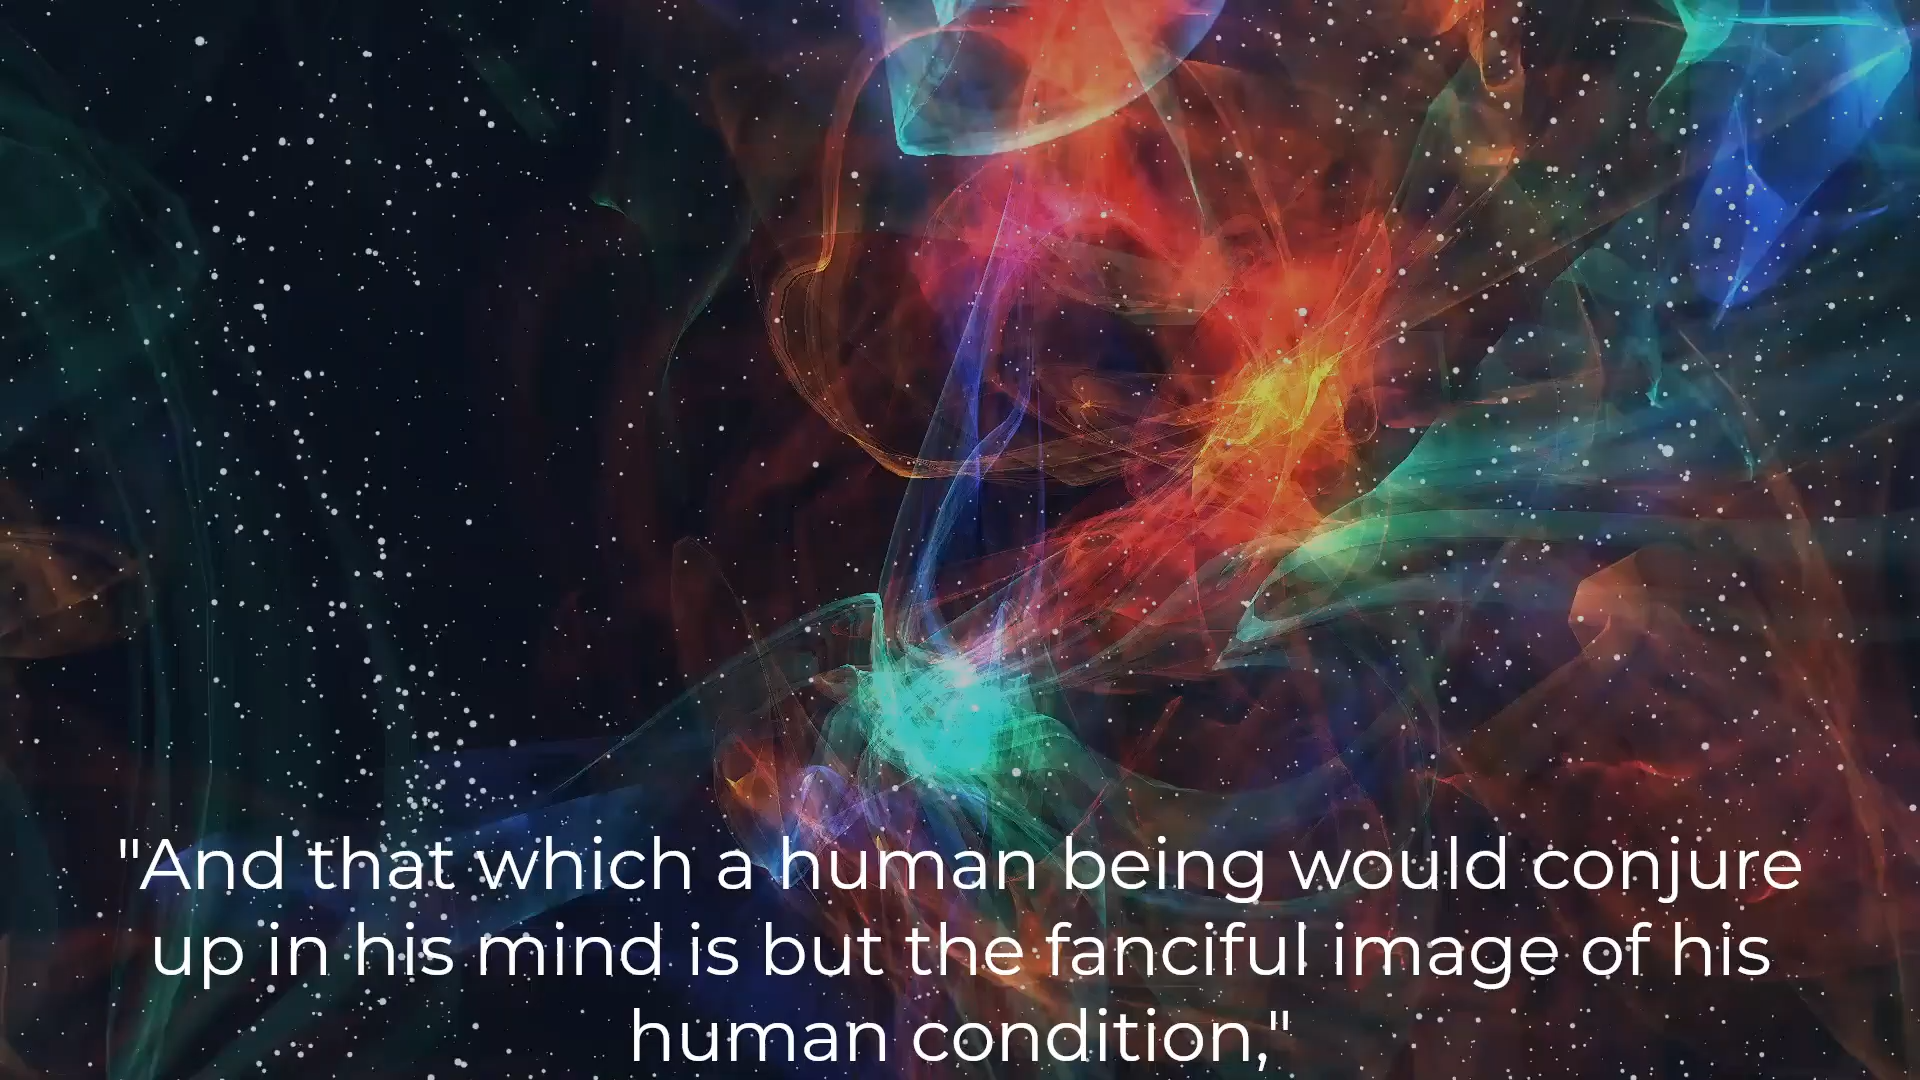 "And that which a human being would conjure
up in his mind is but the fanciful image of his
human condition,"